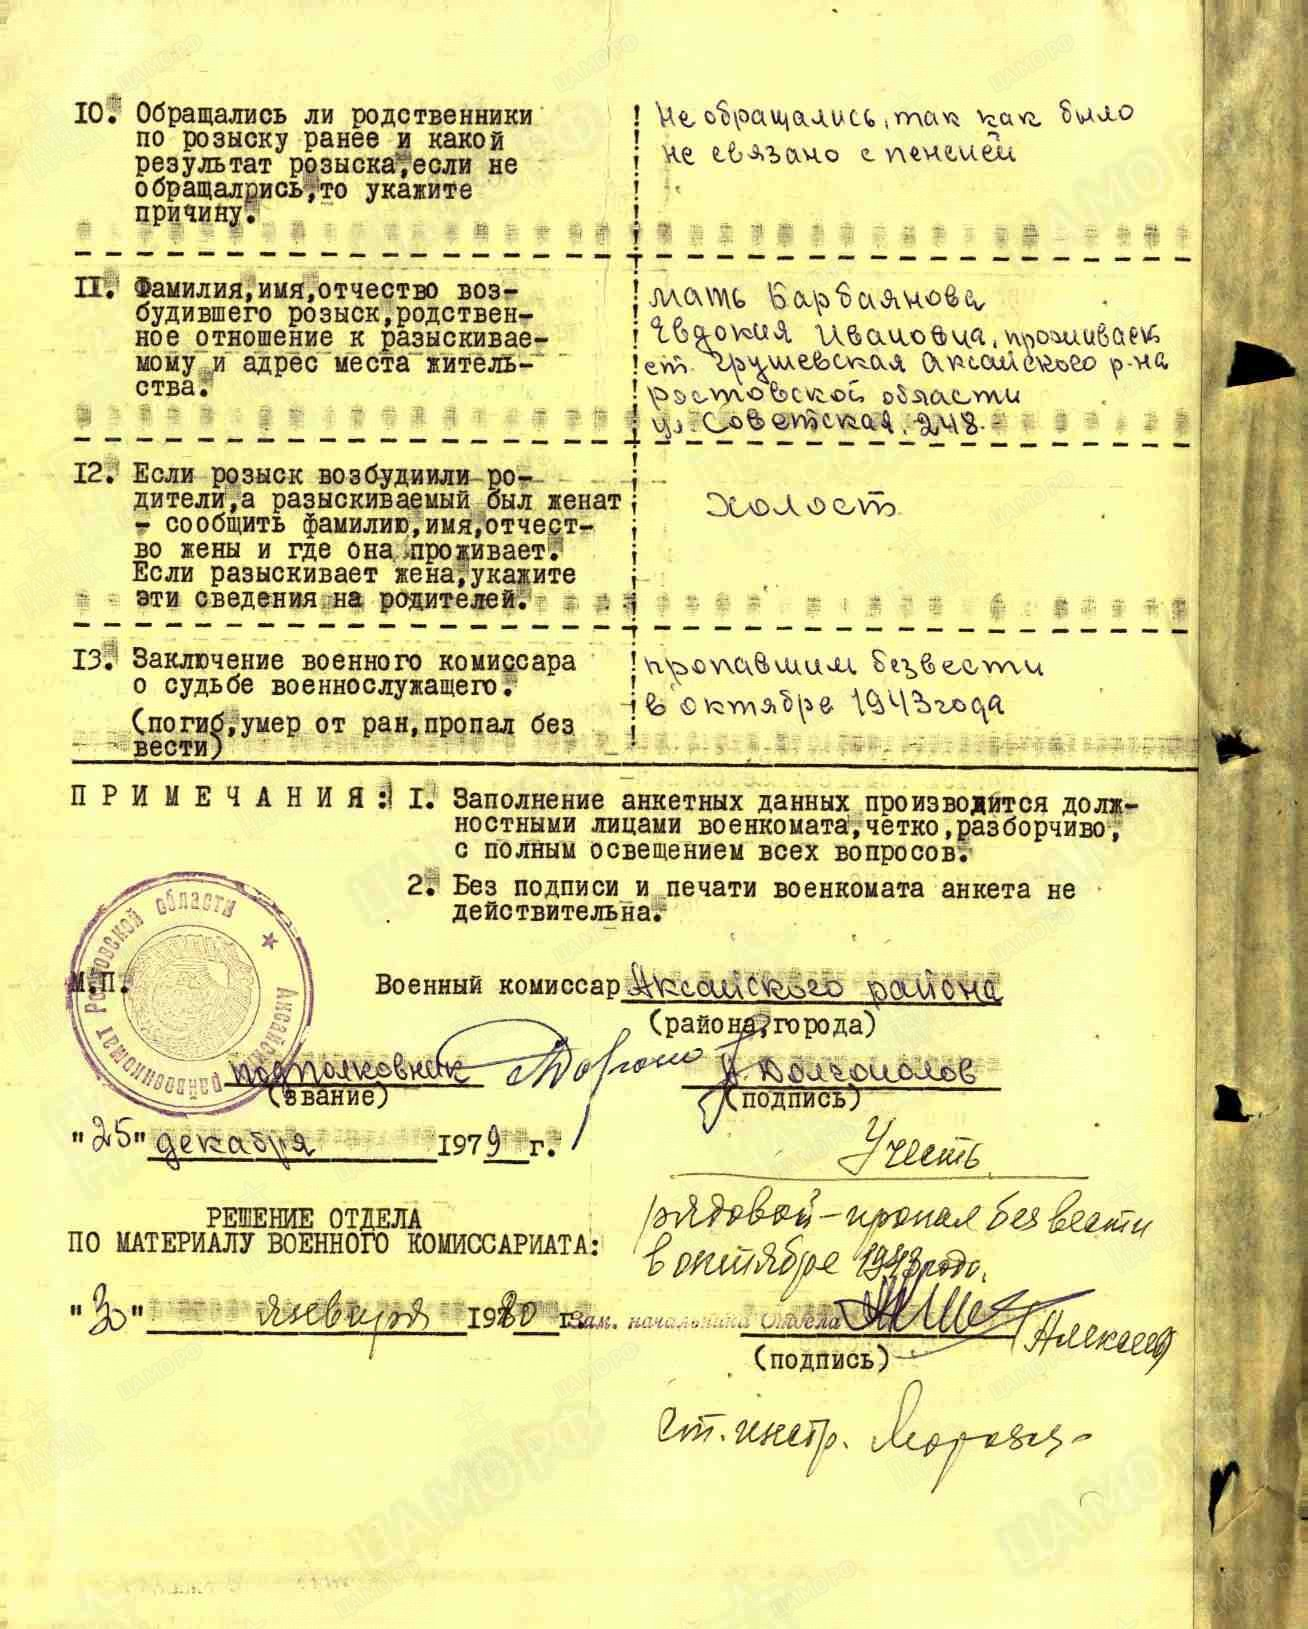 10. Обращались ли родственники
по розыску ранее и какой
результат розыска, если не
обращалрись, то укажите
причину.
Не обращались, так как было
не связано с пенсией
11. Фамилия, имя, отчество воз-
будившего розыск, родствен-
ное отношение к разыскивае-
мому и адрес места житель-
ства.
мать Барбаянова
Евдокия Ивановна, проживает
ст. Грушевская Аксайского р-на
Ростовской области
ул. Советская. 248.
12. Если розыск возбудиили ро-
дители, а разыскиваемый был женат
- сообщить фамилию, имя, отчест-
во жены и где она проживает.
Если разыскивает жена, укажите
эти сведения на родителей.
холост
13. Заключение военного комиссара
о судьбе военнослужащего.
(погиб, умер от ран, пропал без
вести)
пропавшим без вести
в октябре 1943 года
ПРИМЕЧАНИЯ: 1. Заполнение анкетных данных производится долж-
ностными лицами военкомата, четко, разборчиво,
с полным освещением всех вопросов.
2. Без подписи и печати военкомата анкета не
действительна.
Аксайский райвоенкомат Ростовской области
М.П.
Военный комиссар Аксайского района
(района, города)
подполковник
(звание)
(подпись)
"25" декабря 1979 г.
Учесть
РЕШЕНИЕ ОТДЕЛА
ПО МАТЕРИАЛУ ВОЕННОГО КОМИССАРИАТА:
рядовой - пропал без вести
в октябре 1943 года.
"3" января 1980 г. Зам. начальника Отдела
(подпись)
ст. инстр.
ЦАМО.РФ